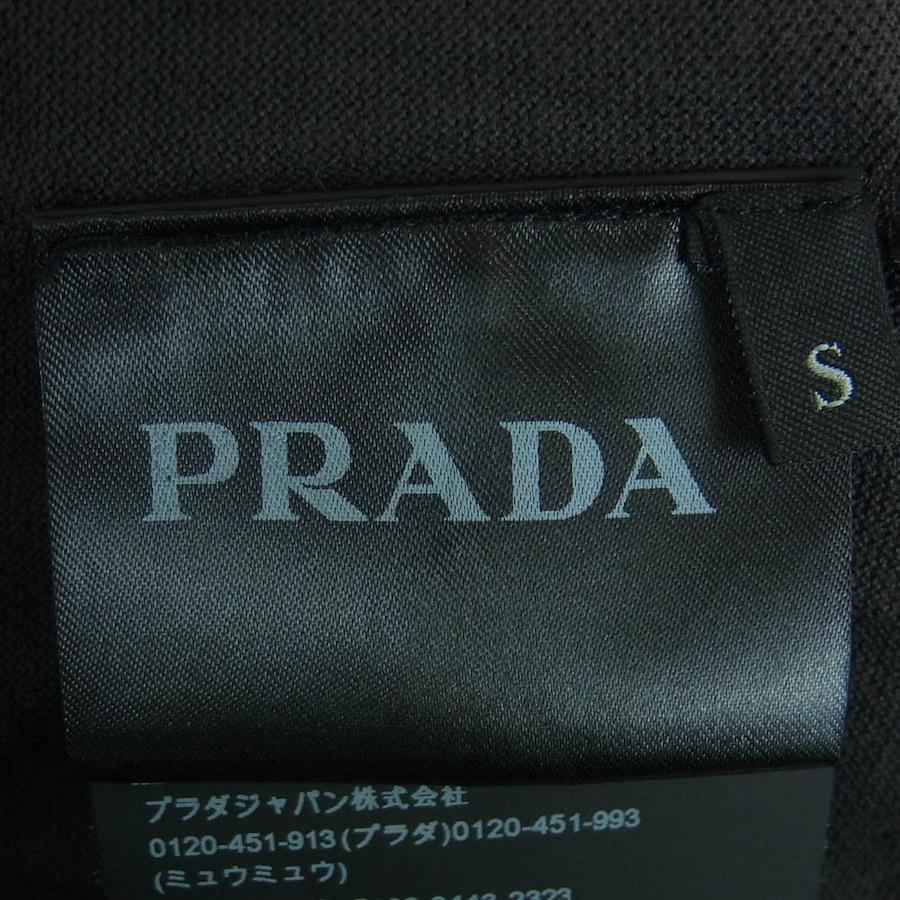 PRADA
S
プラダジャパン株式会社
0120-451-913(プラダ)0120-451-993
(ミュウミュウ)
2323